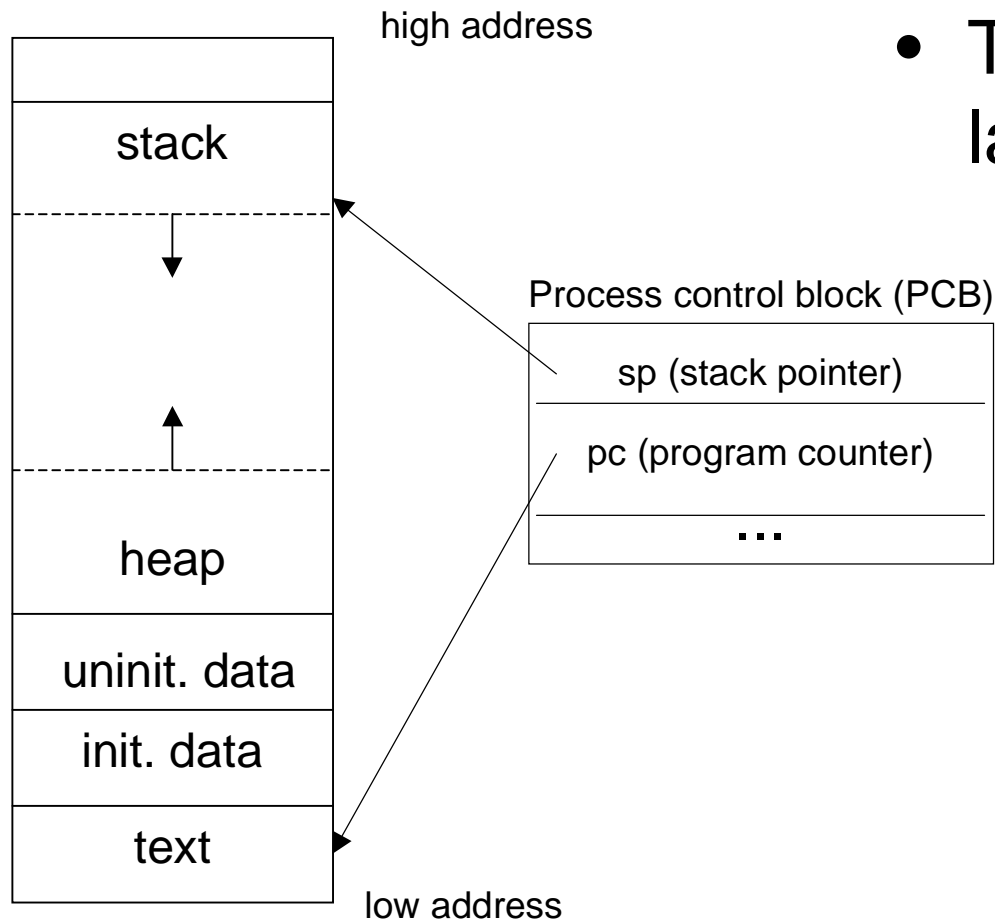 high address
stack
Process control block (PCB)
sp (stack pointer)
pc (program counter)
...
heap
uninit. data
init. data
text
low address